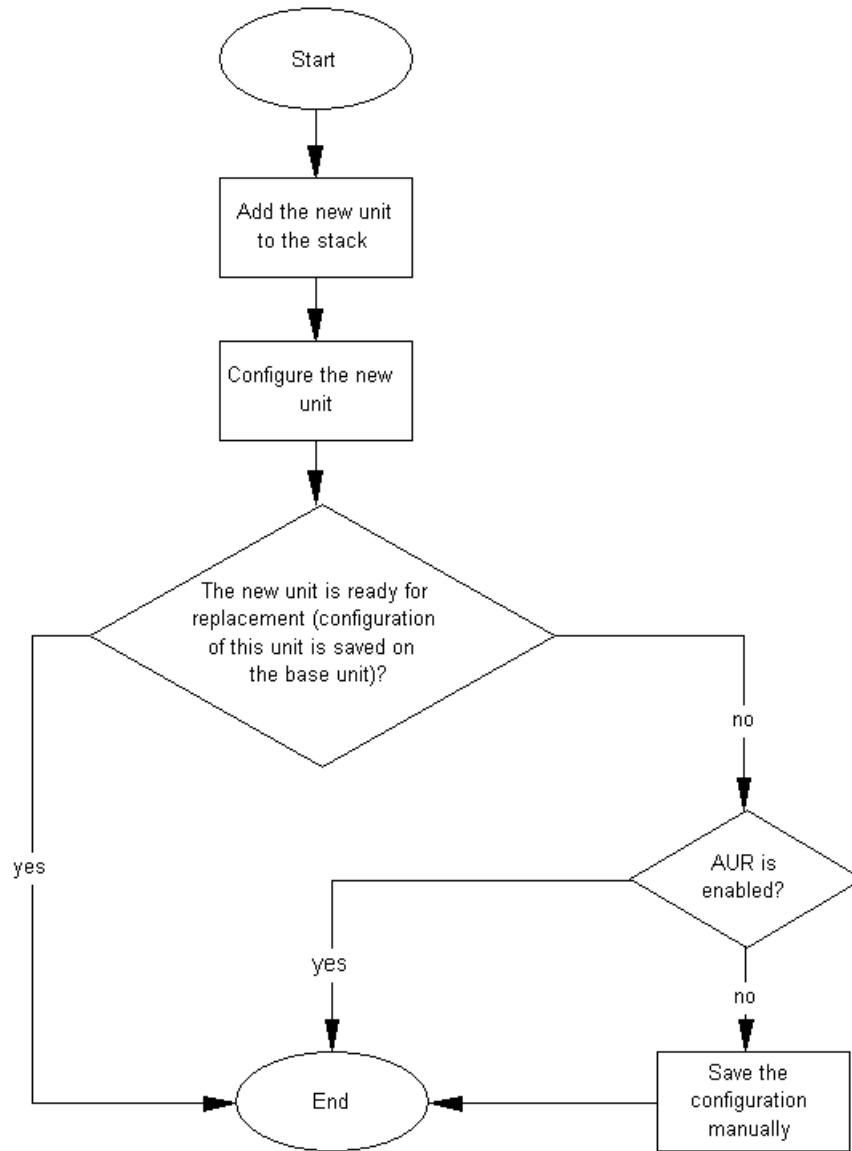 Start
Add the new unit
to the stack
Configure the new
unit
The new unit is ready for
replacement (configuration
of this unit is saved on
the base unit)?
no
yes
AUR is
enabled?
yes
no
Save the
configuration
manually
End